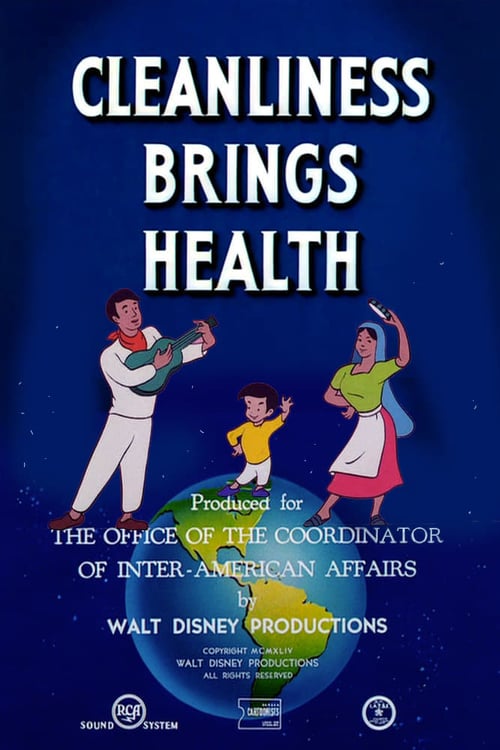 CLEANLINESS
BRINGS
HEALTH
Produced for
THE OFFICE OF THE COORDINATOR
OF INTER-AMERICAN AFFAIRS
by
WALT DISNEY PRODUCTIONS
COPYRIGHT MCMXLIV
WALT DISNEY PRODUCTIONS
ALL RIGHTS RESERVED
RCA
SOUND SYSTEM
CARTOONISTS